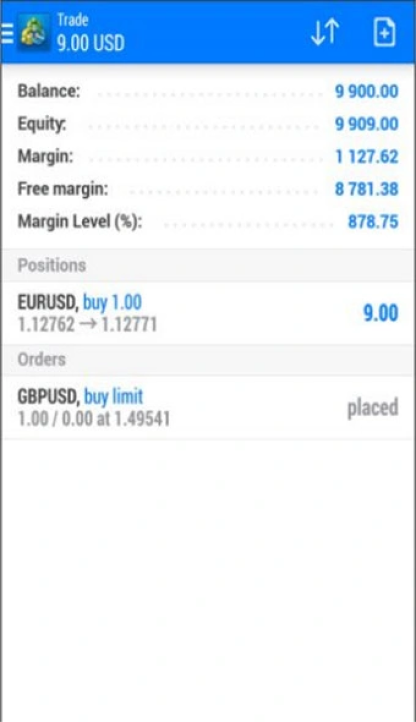 Trade
9.00 USD
Balance: 9 900.00
Equity: 9 909.00
Margin: 1 127.62
Free margin: 8 781.38
Margin Level (%): 878.75
Positions
EURUSD, buy 1.00
1.12762 → 1.12771
9.00
Orders
GBPUSD, buy limit
1.00 / 0.00 at 1.49541
placed